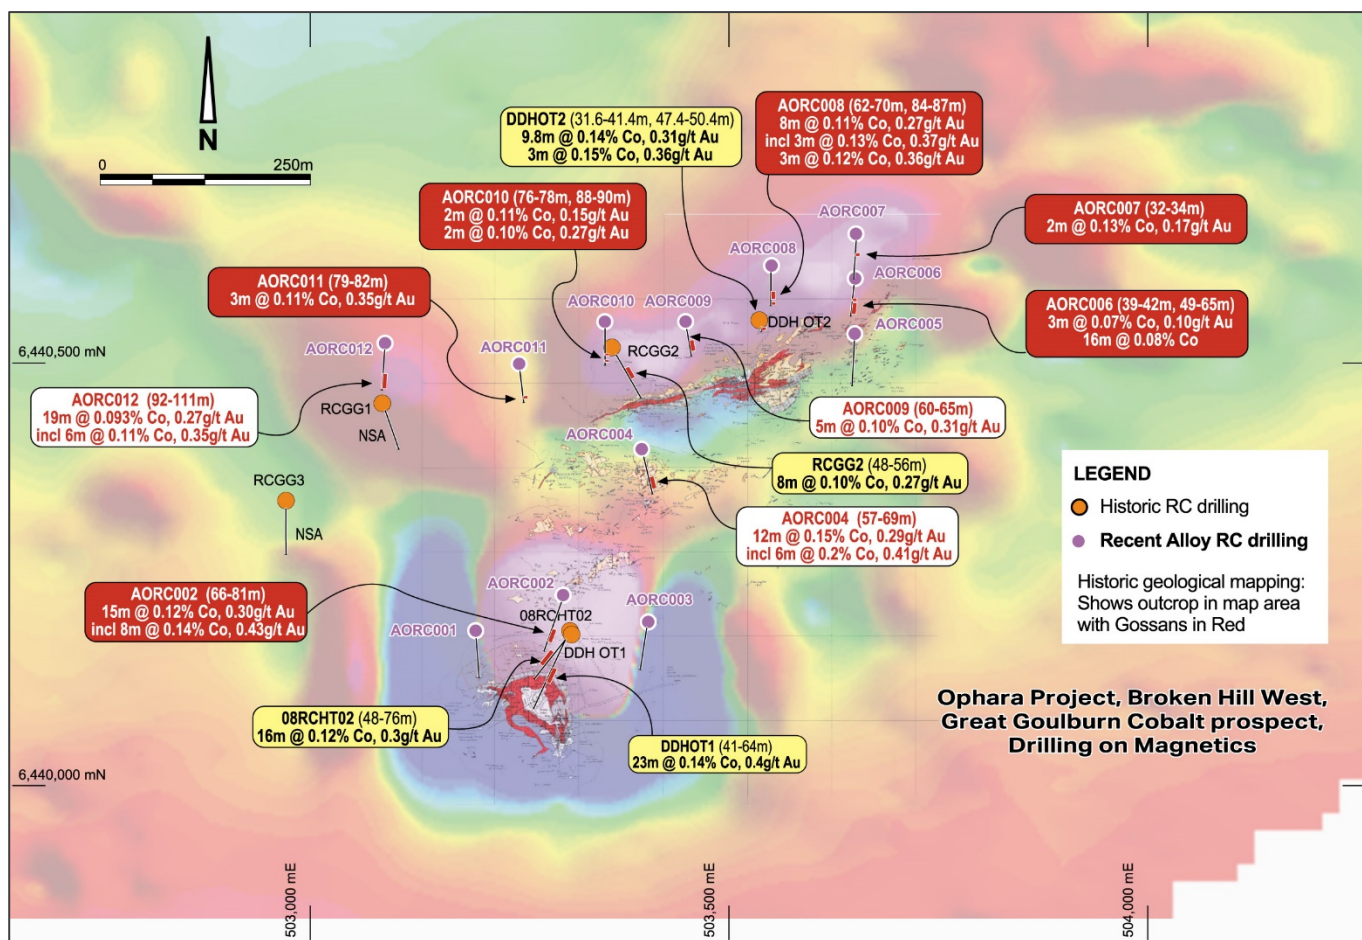 N
0 250m
DDHOT2 (31.6-41.4m, 47.4-50.4m)
9.8m @ 0.14% Co, 0.31g/t Au
3m @ 0.15% Co, 0.36g/t Au
AORC008 (62-70m, 84-87m)
8m @ 0.11% Co, 0.27g/t Au
incl 3m @ 0.13% Co, 0.37g/t Au
3m @ 0.12% Co, 0.36g/t Au
AORC010 (76-78m, 88-90m)
2m @ 0.11% Co, 0.15g/t Au
2m @ 0.10% Co, 0.27g/t Au
AORC007 (32-34m)
2m @ 0.13% Co, 0.17g/t Au
AORC007
AORC008
AORC006
AORC011 (79-82m)
3m @ 0.11% Co, 0.35g/t Au
AORC010
AORC009
DDH OT2
AORC005
AORC006 (39-42m, 49-65m)
3m @ 0.07% Co, 0.10g/t Au
16m @ 0.08% Co
6,440,500 mN
AORC012
AORC011
RCGG2
AORC012 (92-111m)
19m @ 0.093% Co, 0.27g/t Au
incl 6m @ 0.11% Co, 0.35g/t Au
RCGG1
NSA
AORC009 (60-65m)
5m @ 0.10% Co, 0.31g/t Au
AORC004
RCGG2 (48-56m)
8m @ 0.10% Co, 0.27g/t Au
RCGG3
NSA
AORC004 (57-69m)
12m @ 0.15% Co, 0.29g/t Au
incl 6m @ 0.2% Co, 0.41g/t Au
LEGEND
Historic RC drilling
Recent Alloy RC drilling
Historic geological mapping:
Shows outcrop in map area
with Gossans in Red
AORC002 (66-81m)
15m @ 0.12% Co, 0.30g/t Au
incl 8m @ 0.14% Co, 0.43g/t Au
AORC002
08RCHT02
AORC003
AORC001
DDH OT1
08RCHT02 (48-76m)
16m @ 0.12% Co, 0.3g/t Au
DDHOT1 (41-64m)
23m @ 0.14% Co, 0.4g/t Au
Ophara Project, Broken Hill West,
Great Goulburn Cobalt prospect,
Drilling on Magnetics
6,440,000 mN
503,000 mE
503,500 mE
504,000 mE